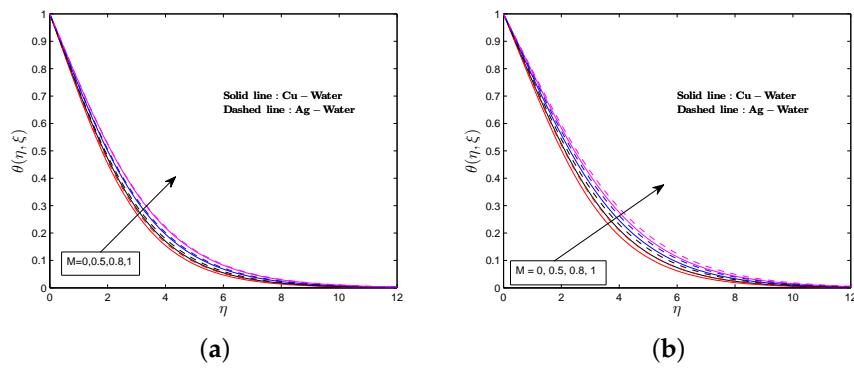 1
0.9
0.8
0.7
0.6
0.5
0.4
0.3
0.2
0.1
0
θ(η, ξ)
Solid line : Cu − Water
Dashed line : Ag − Water
M=0,0.5,0.8,1
0 2 4 6 8 10 12
η
(a)
1
0.9
0.8
0.7
0.6
0.5
0.4
0.3
0.2
0.1
0
θ(η, ξ)
Solid line : Cu − Water
Dashed line : Ag − Water
M = 0, 0.5, 0.8, 1
0 2 4 6 8 10 12
η
(b)